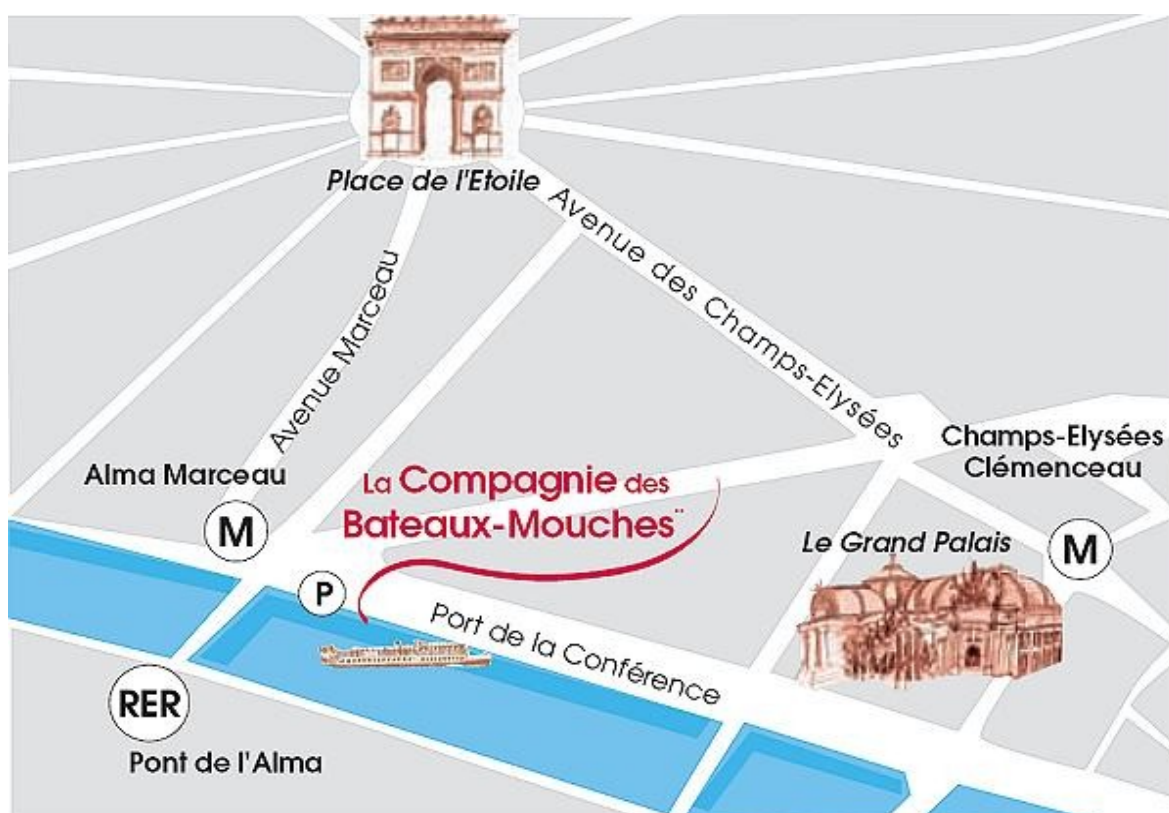 Place de l'Etoile
Avenue des Champs-Elysées
Avenue Marceau
Alma Marceau
M
La Compagnie des
Bateaux-Mouches¨
Champs-Elysées
Clémenceau
M
Le Grand Palais
P
Port de la Conférence
RER
Pont de l'Alma